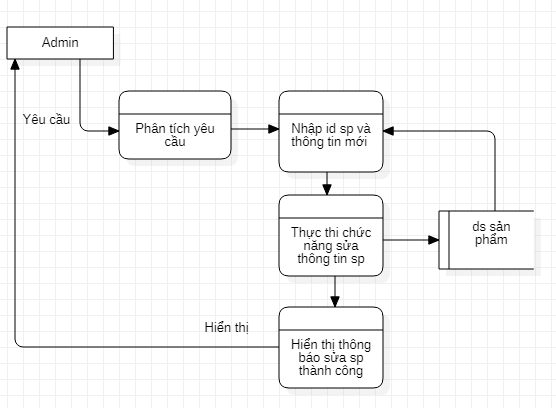 Admin
Yêu cầu
Phân tích yêu
cầu
Nhập id sp và
thông tin mới
Thực thi chức
năng sửa
thông tin sp
ds sản
phẩm
Hiển thị
Hiển thị thông
báo sửa sp
thành công